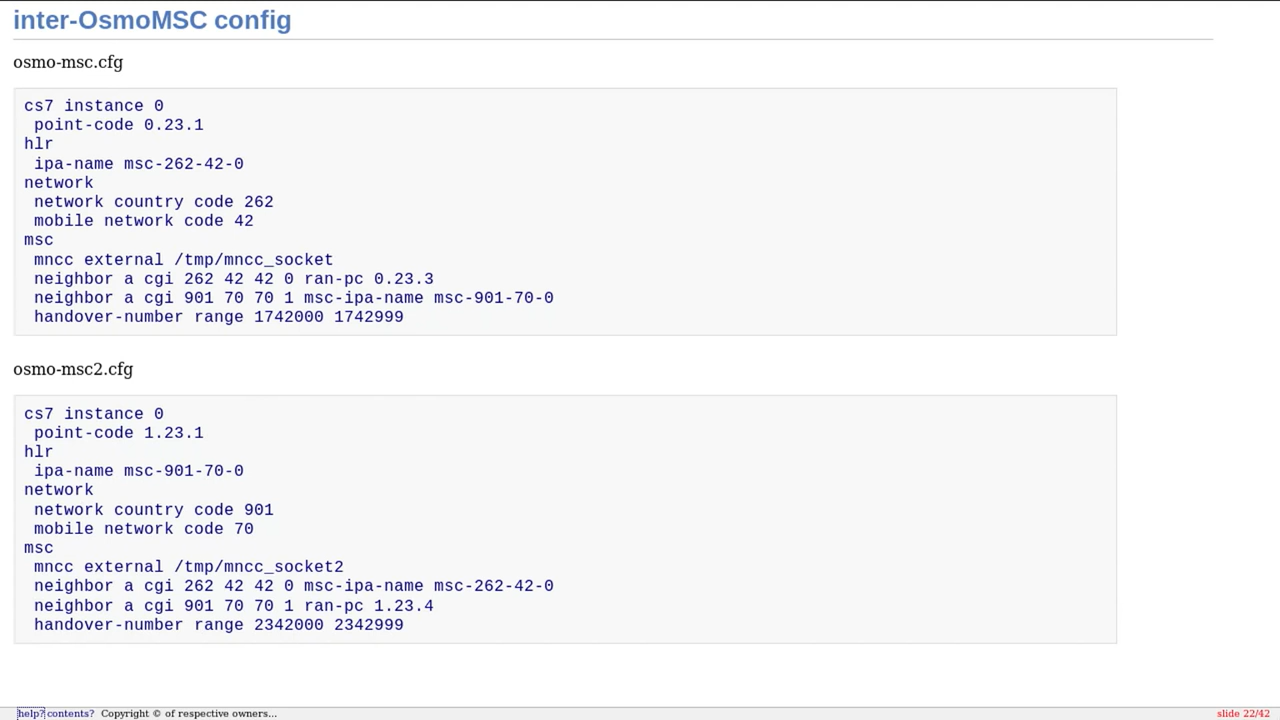 inter-OsmoMSC config
osmo-msc.cfg
cs7 instance 0
point-code 0.23.1
hlr
ipa-name msc-262-42-0
network
network country code 262
mobile network code 42
msc
mncc external /tmp/mncc_socket
neighbor a cgi 262 42 42 0 ran-pc 0.23.3
neighbor a cgi 901 70 70 1 msc-ipa-name msc-901-70-0
handover-number range 1742000 1742999
osmo-msc2.cfg
cs7 instance 0
point-code 1.23.1
hlr
ipa-name msc-901-70-0
network
network country code 901
mobile network code 70
msc
mncc external /tmp/mncc_socket2
neighbor a cgi 262 42 42 0 msc-ipa-name msc-262-42-0
neighbor a cgi 901 70 70 1 ran-pc 1.23.4
handover-number range 2342000 2342999
help? contents? Copyright © of respective owners... slide 22/42